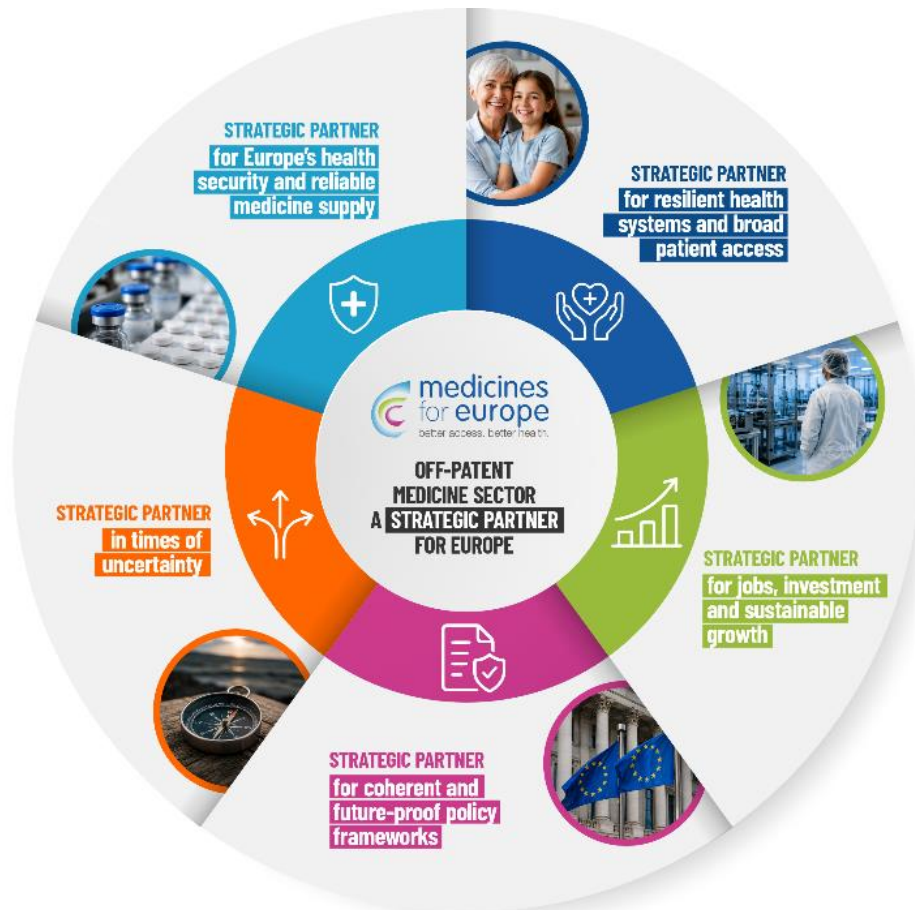 medicines
for europe
better access. better health.
OFF-PATENT
MEDICINE SECTOR
A STRATEGIC PARTNER
FOR EUROPE
STRATEGIC PARTNER
for resilient health
systems and broad
patient access
STRATEGIC PARTNER
for jobs, investment
and sustainable
growth
STRATEGIC PARTNER
for coherent and
future-proof policy
frameworks
STRATEGIC PARTNER
in times of
uncertainty
STRATEGIC PARTNER
for Europe's health
security and reliable
medicine supply